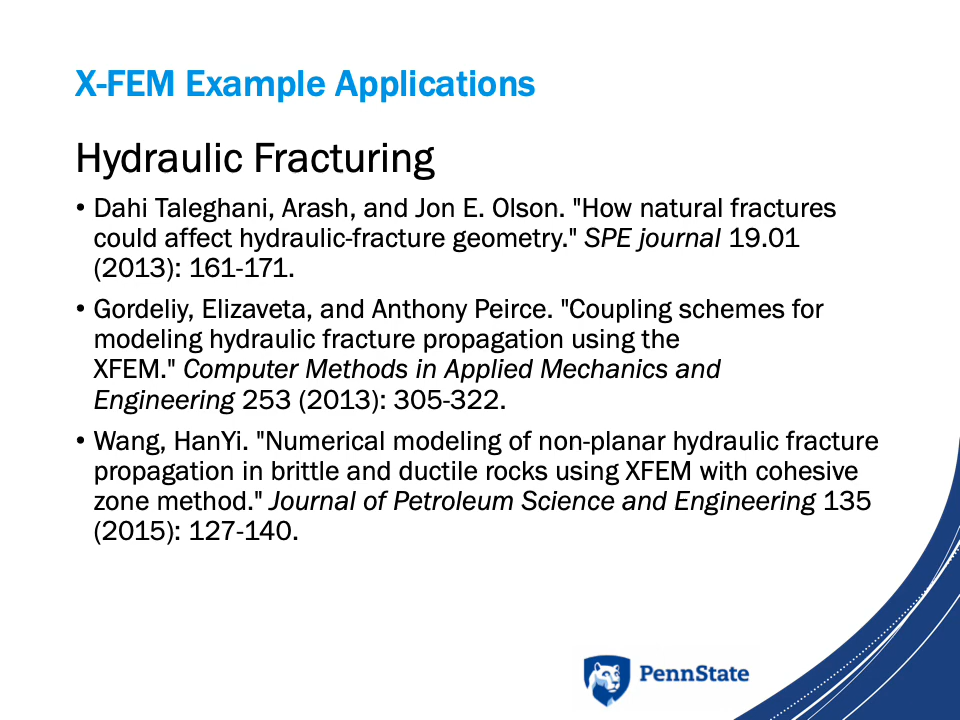 X-FEM Example Applications
Hydraulic Fracturing
• Dahi Taleghani, Arash, and Jon E. Olson. "How natural fractures
could affect hydraulic-fracture geometry." SPE journal 19.01
(2013): 161-171.
• Gordeliy, Elizaveta, and Anthony Peirce. "Coupling schemes for
modeling hydraulic fracture propagation using the
XFEM." Computer Methods in Applied Mechanics and
Engineering 253 (2013): 305-322.
• Wang, HanYi. "Numerical modeling of non-planar hydraulic fracture
propagation in brittle and ductile rocks using XFEM with cohesive
zone method." Journal of Petroleum Science and Engineering 135
(2015): 127-140.
PennState